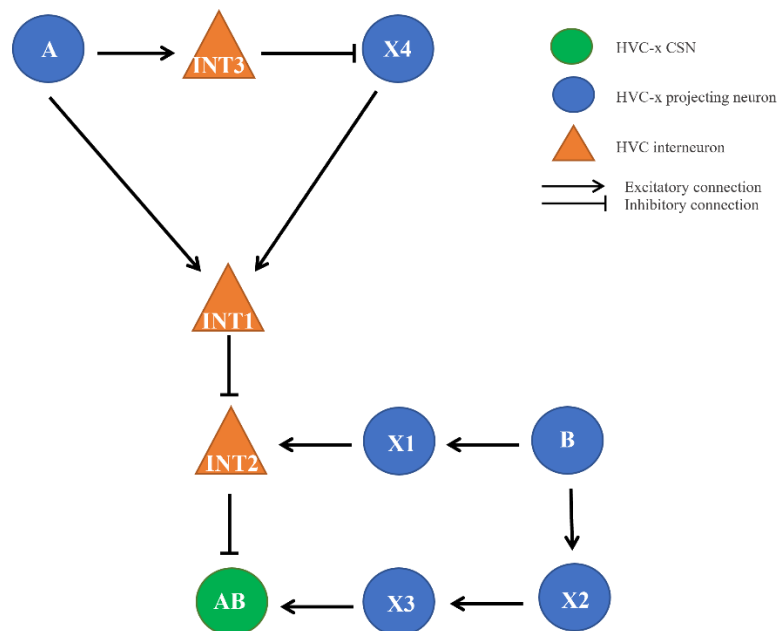 A
INT3
X4
HVC-x CSN
HVC-x projecting neuron
HVC interneuron
Excitatory connection
Inhibitory connection
INT1
INT2
X1
B
AB
X3
X2